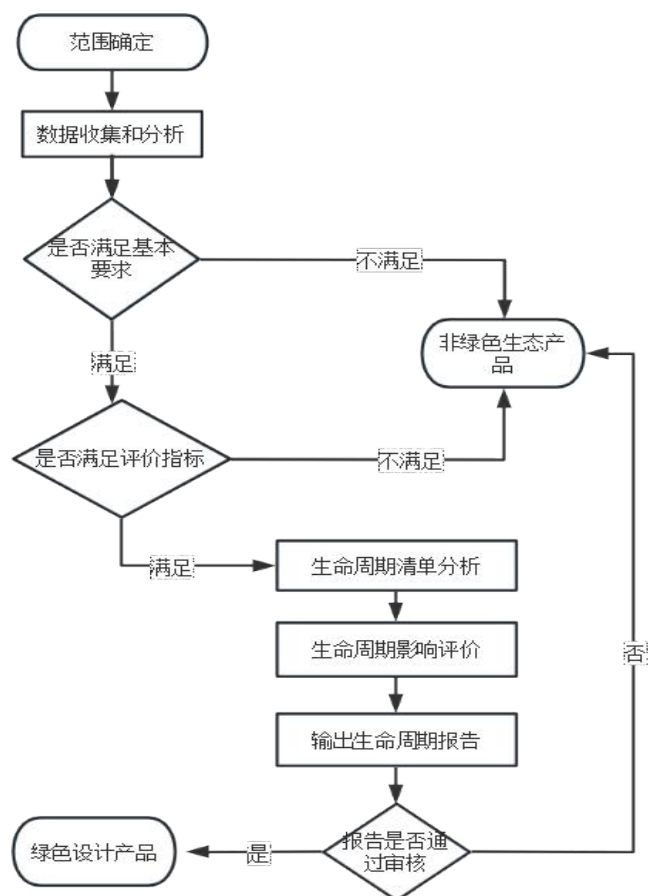 范围确定
数据收集和分析
是否满足基本
要求
不满足
非绿色生态产
品
满足
是否满足评价指标
不满足
满足
生命周期清单分析
生命周期影响评价
否
输出生命周期报告
报告是否通
过审核
是
绿色设计产品